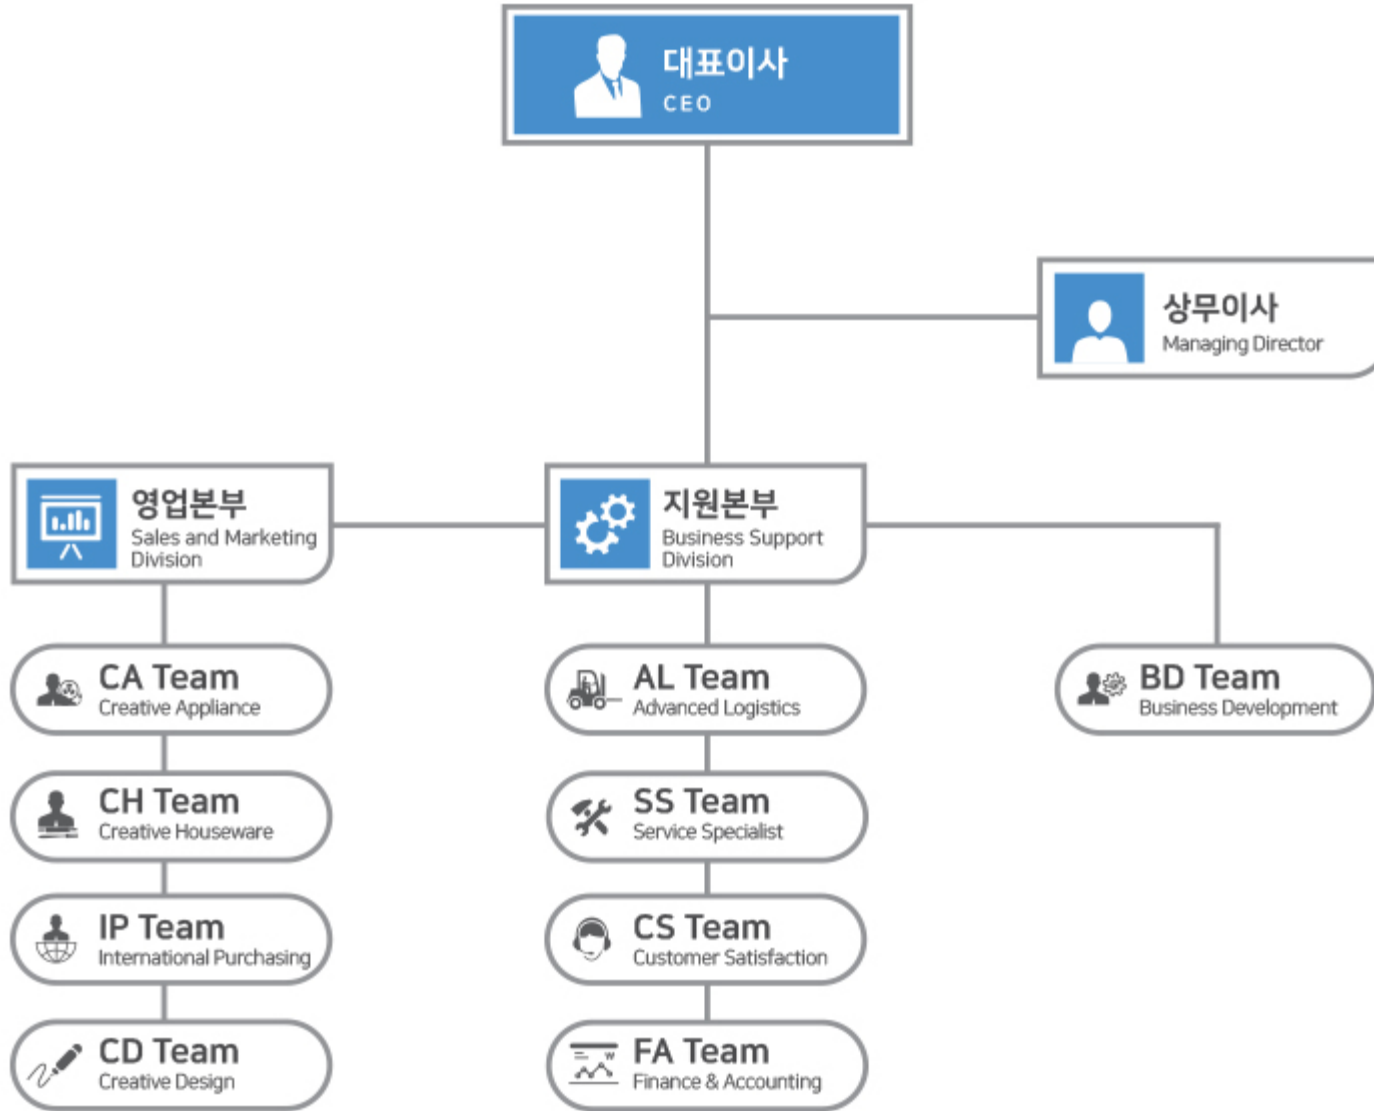 대표이사
CEO
상무이사
Managing Director
영업본부
Sales and Marketing
Division
지원본부
Business Support
Division
CA Team
Creative Appliance
AL Team
Advanced Logistics
BD Team
Business Development
CH Team
Creative Houseware
SS Team
Service Specialist
IP Team
International Purchasing
CS Team
Customer Satisfaction
CD Team
Creative Design
FA Team
Finance & Accounting